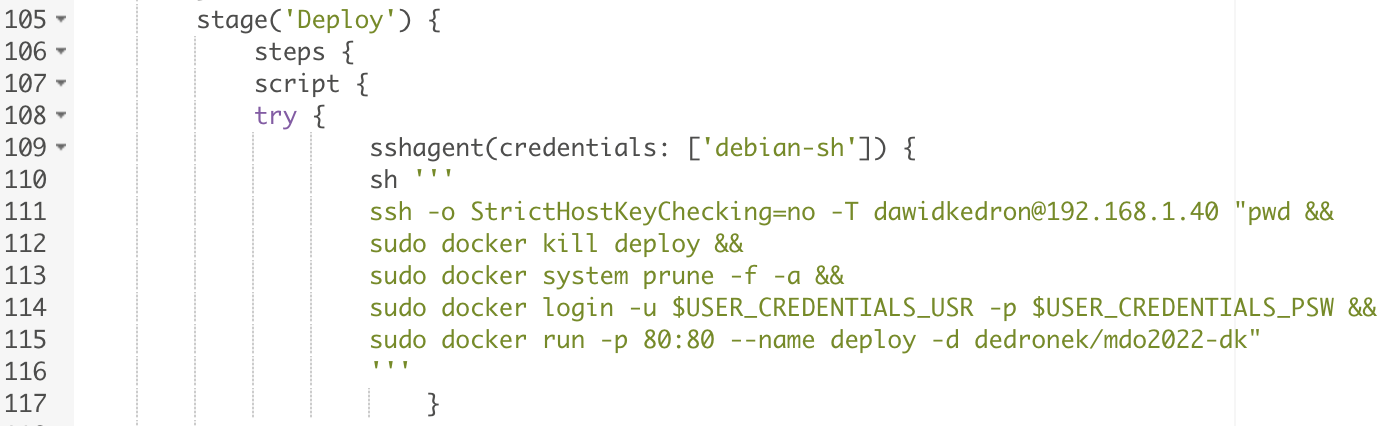 105 stage('Deploy') {
106 steps {
107 script {
108 try {
109 sshagent(credentials: ['debian-sh']) {
110 sh '''
111 ssh -o StrictHostKeyChecking=no -T dawidkedron@192.168.1.40 "pwd &&
112 sudo docker kill deploy &&
113 sudo docker system prune -f -a &&
114 sudo docker login -u $USER_CREDENTIALS_USR -p $USER_CREDENTIALS_PSW &&
115 sudo docker run -p 80:80 --name deploy -d dedronek/mdo2022-dk"
116 '''
117 }